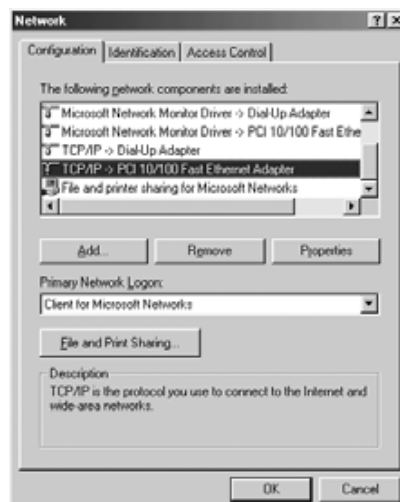 Network
Configuration Identification Access Control
The following network components are installed:
Microsoft Network Monitor Driver -> Dial-Up Adapter
Microsoft Network Monitor Driver -> PCI 10/100 Fast Ethe
TCP/IP -> Dial-Up Adapter
TCP/IP -> PCI 10/100 Fast Ethernet Adapter
File and printer sharing for Microsoft Networks
Add... Remove Properties
Primary Network Logon:
Client for Microsoft Networks
File and Print Sharing...
Description
TCP/IP is the protocol you use to connect to the Internet and
wide-area networks.
OK Cancel